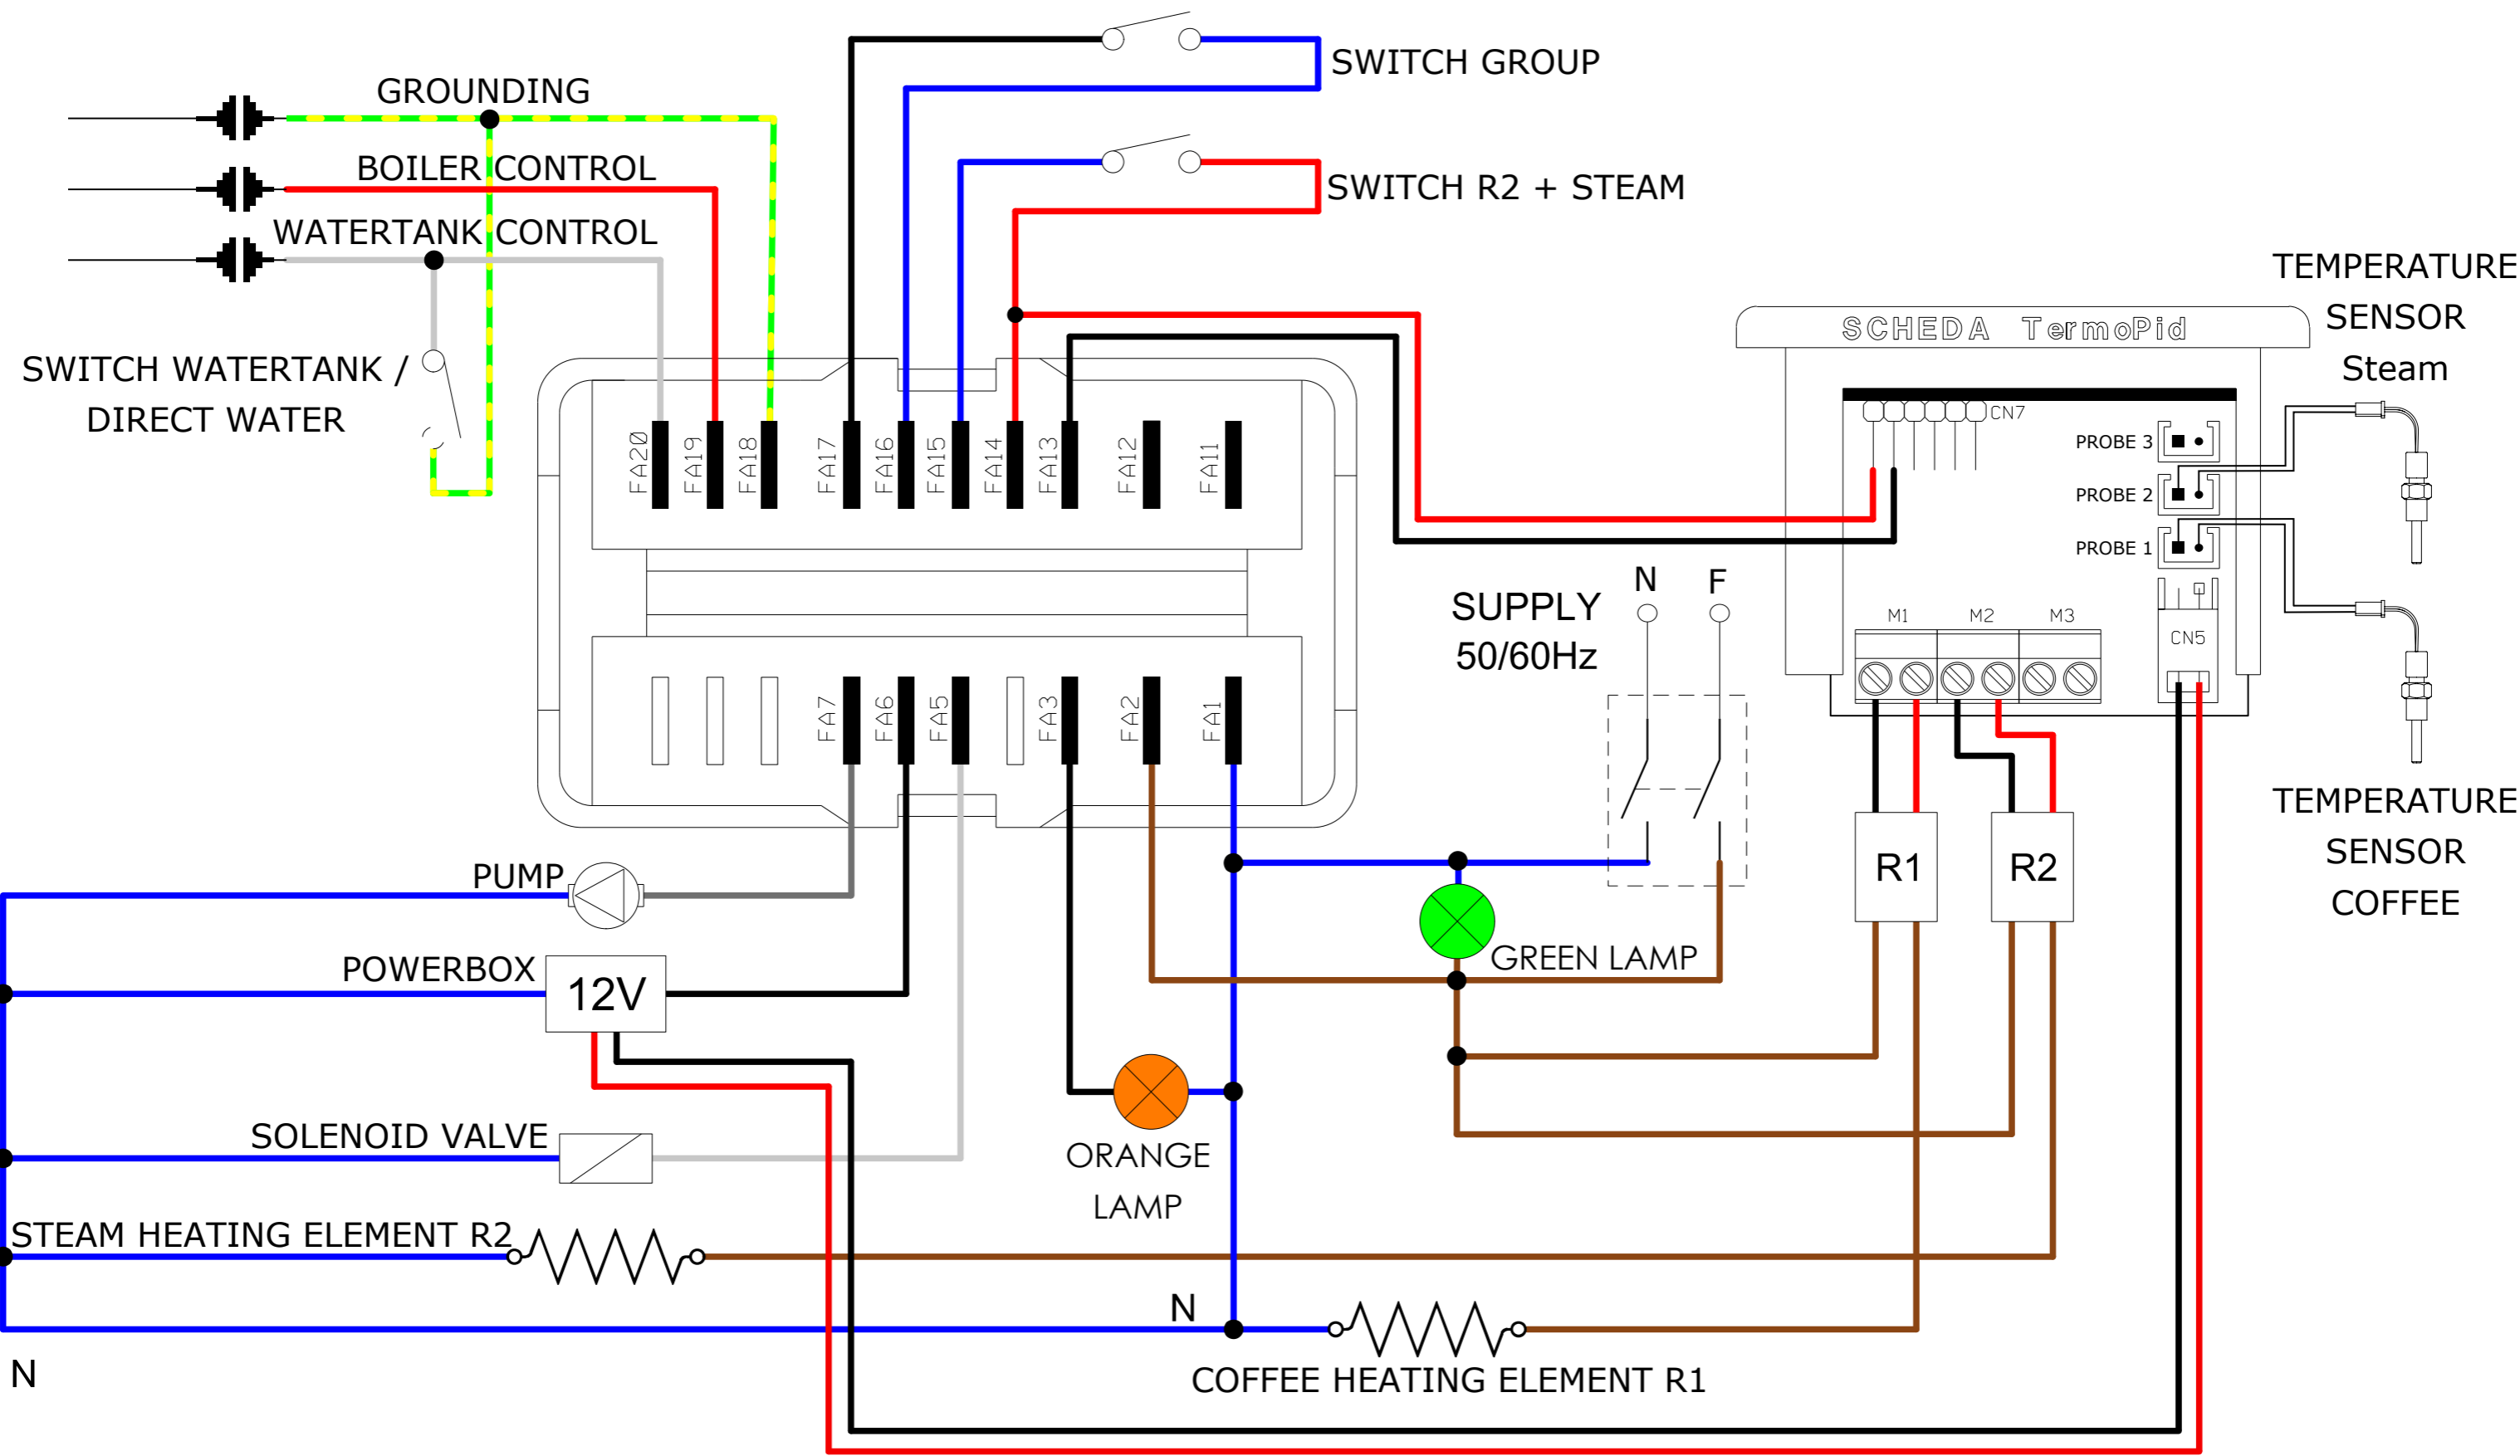 SWITCH GROUP
GROUNDING
BOILER CONTROL
SWITCH R2 + STEAM
WATERTANK CONTROL
TEMPERATURE
SENSOR
Steam
SCHEDA TermoPid
SWITCH WATERTANK /
DIRECT WATER
CN7
PROBE 3
PROBE 2
PROBE 1
FA20
FA19
FA18
FA17
FA16
FA15
FA14
FA13
FA12
FA11
N
F
SUPPLY
50/60Hz
M1
M2
M3
CN5
FA7
FA6
FA5
FA3
FA2
FA1
TEMPERATURE
SENSOR
COFFEE
R1
R2
PUMP
GREEN LAMP
POWERBOX
12V
SOLENOID VALVE
ORANGE
LAMP
STEAM HEATING ELEMENT R2
N
N
COFFEE HEATING ELEMENT R1